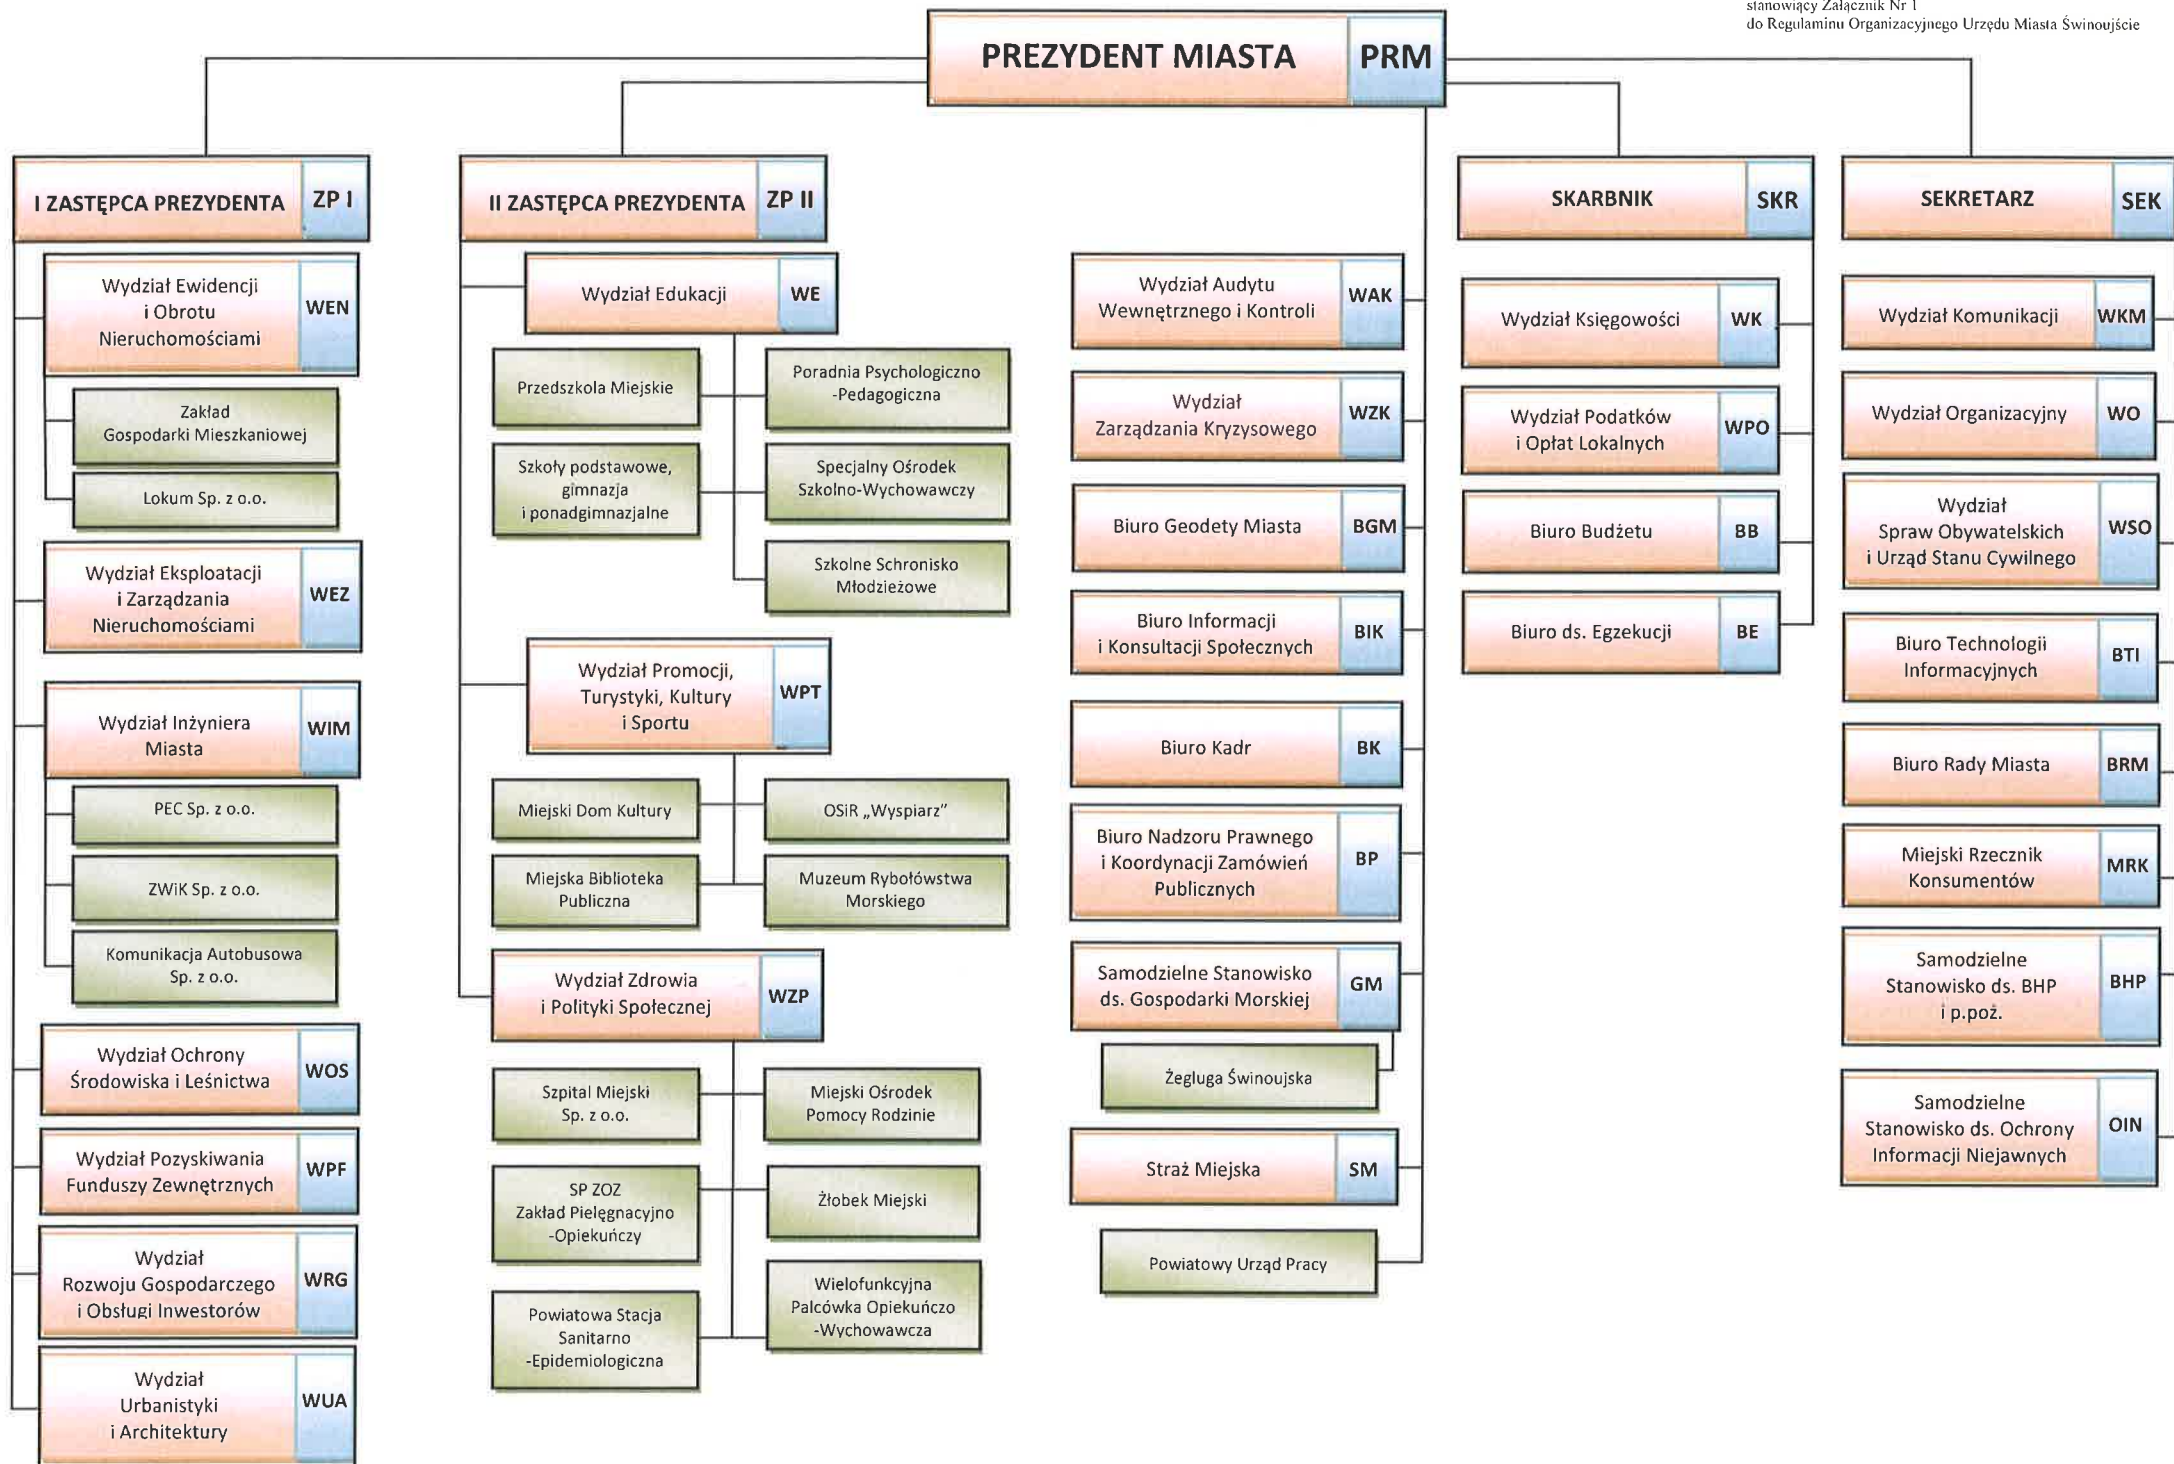 stanowiący Załącznik Nr 1
do Regulaminu Organizacyjnego Urzędu Miasta Świnoujście
PREZYDENT MIASTA PRM
I ZASTĘPCA PREZYDENTA ZP I
Wydział Ewidencji
i Obrotu
Nieruchomościami
WEN
Zakład
Gospodarki Mieszkaniowej
Lokum Sp. z o.o.
Wydział Eksploatacji
i Zarządzania
Nieruchomościami
WEZ
Wydział Inżyniera
Miasta
WIM
PEC Sp. z o.o.
ZWiK Sp. z o.o.
Komunikacja Autobusowa
Sp. z o.o.
Wydział Ochrony
Środowiska i Leśnictwa
WOS
Wydział Pozyskiwania
Funduszy Zewnętrznych
WPF
Wydział
Rozwoju Gospodarczego
i Obsługi Inwestorów
WRG
Wydział
Urbanistyki
i Architektury
WUA
II ZASTĘPCA PREZYDENTA ZP II
Wydział Edukacji WE
Przedszkola Miejskie
Poradnia Psychologiczno
-Pedagogiczna
Szkoły podstawowe,
gimnazja
i ponadgimnazjalne
Specjalny Ośrodek
Szkolno-Wychowawczy
Szkolne Schronisko
Młodzieżowe
Wydział Promocji,
Turystyki, Kultury
i Sportu
WPT
Miejski Dom Kultury
OSiR „Wyspiarz”
Miejska Biblioteka
Publiczna
Muzeum Rybołówstwa
Morskiego
Wydział Zdrowia
i Polityki Społecznej
WZP
Szpital Miejski
Sp. z o.o.
Miejski Ośrodek
Pomocy Rodzinie
SP ZOZ
Zakład Pielęgnacyjno
-Opiekuńczy
Żłobek Miejski
Powiatowa Stacja
Sanitarno
-Epidemiologiczna
Wielofunkcyjna
Palcówka Opiekuńczo
-Wychowawcza
Wydział Audytu
Wewnętrznego i Kontroli
WAK
Wydział
Zarządzania Kryzysowego
WZK
Biuro Geodety Miasta BGM
Biuro Informacji
i Konsultacji Społecznych
BIK
Biuro Kadr BK
Biuro Nadzoru Prawnego
i Koordynacji Zamówień
Publicznych
BP
Samodzielne Stanowisko
ds. Gospodarki Morskiej
GM
Żegluga Świnoujska
Straż Miejska SM
Powiatowy Urząd Pracy
SKARBNIK SKR
Wydział Księgowości WK
Wydział Podatków
i Opłat Lokalnych
WPO
Biuro Budżetu BB
Biuro ds. Egzekucji BE
SEKRETARZ SEK
Wydział Komunikacji WKM
Wydział Organizacyjny WO
Wydział
Spraw Obywatelskich
i Urząd Stanu Cywilnego
WSO
Biuro Technologii
Informacyjnych
BTI
Biuro Rady Miasta BRM
Miejski Rzecznik
Konsumentów
MRK
Samodzielne
Stanowisko ds. BHP
i p.poż.
BHP
Samodzielne
Stanowisko ds. Ochrony
Informacji Niejawnych
OIN